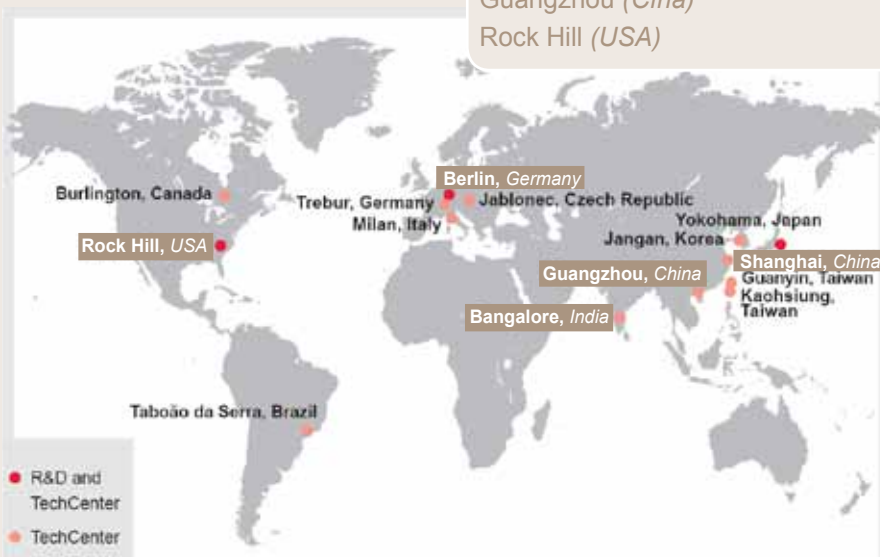 Guangzhou (Cina)
Rock Hill (USA)
Berlin, Germany
Burlington, Canada
Trebur, Germany
Jablonec, Czech Republic
Milan, Italy
Yokohama, Japan
Rock Hill, USA
Jangan, Korea
Shanghai, China
Guangzhou, China
Guanyin, Taiwan
Kaohsiung,
Taiwan
Bangalore, India
Taboão da Serra, Brazil
R&D and
TechCenter
TechCenter